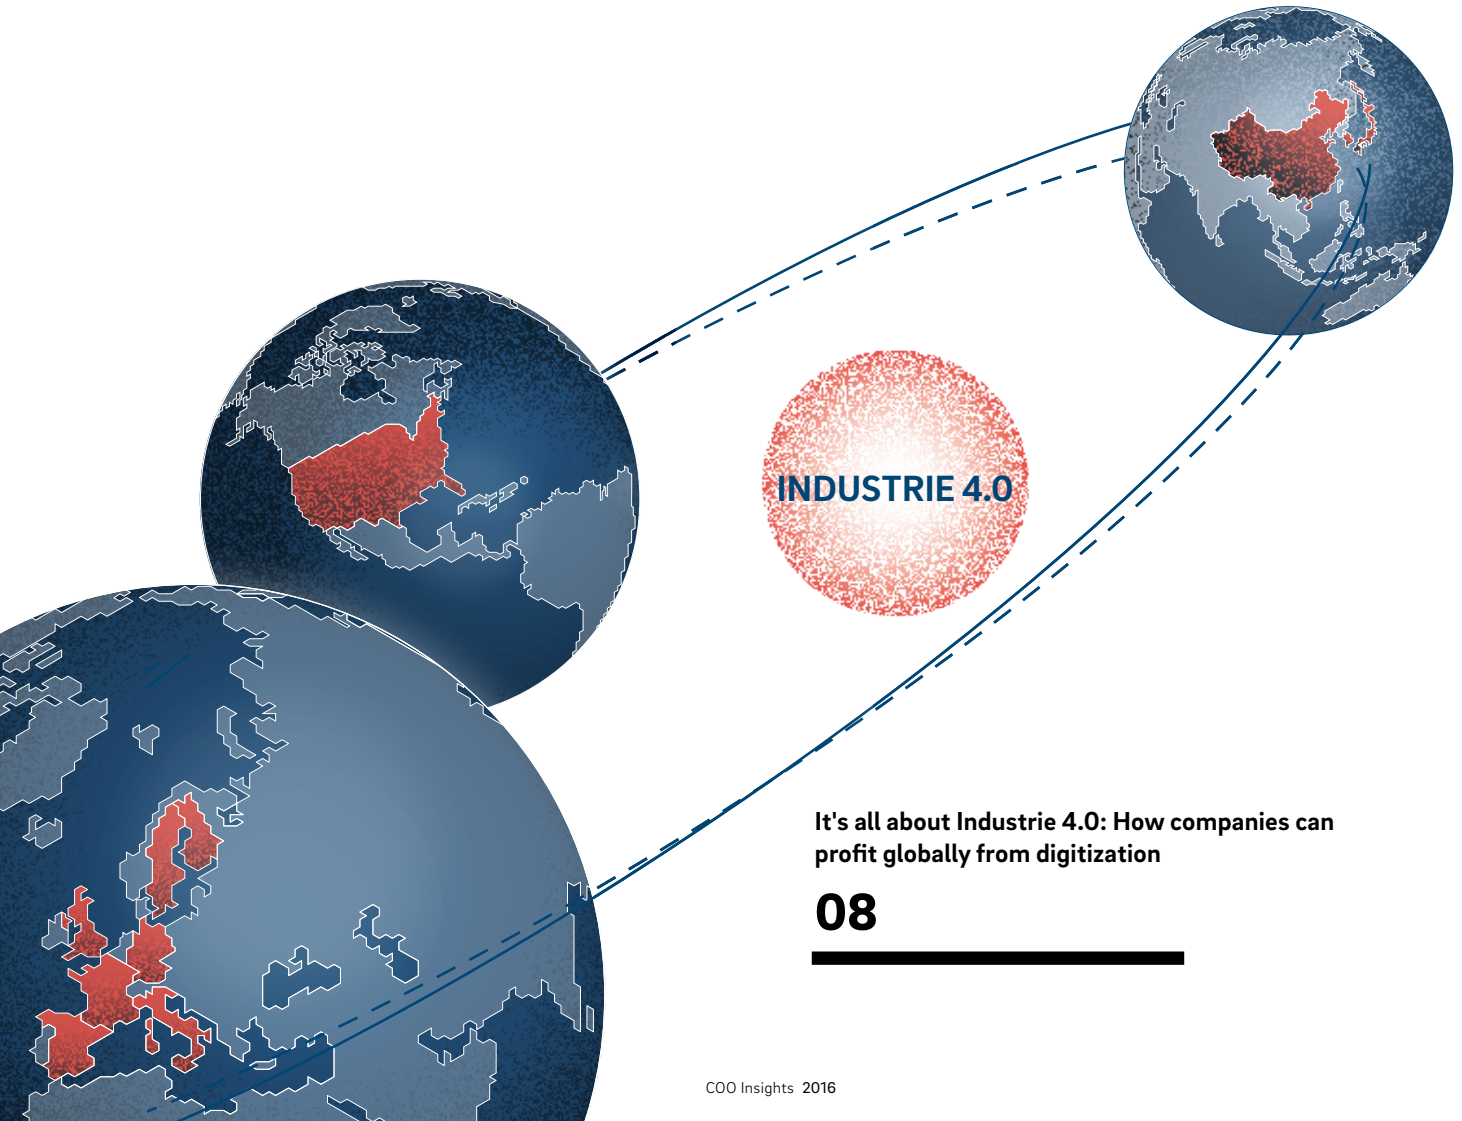 INDUSTRIE 4.0
It's all about Industrie 4.0: How companies can
profit globally from digitization
08
COO Insights 2016